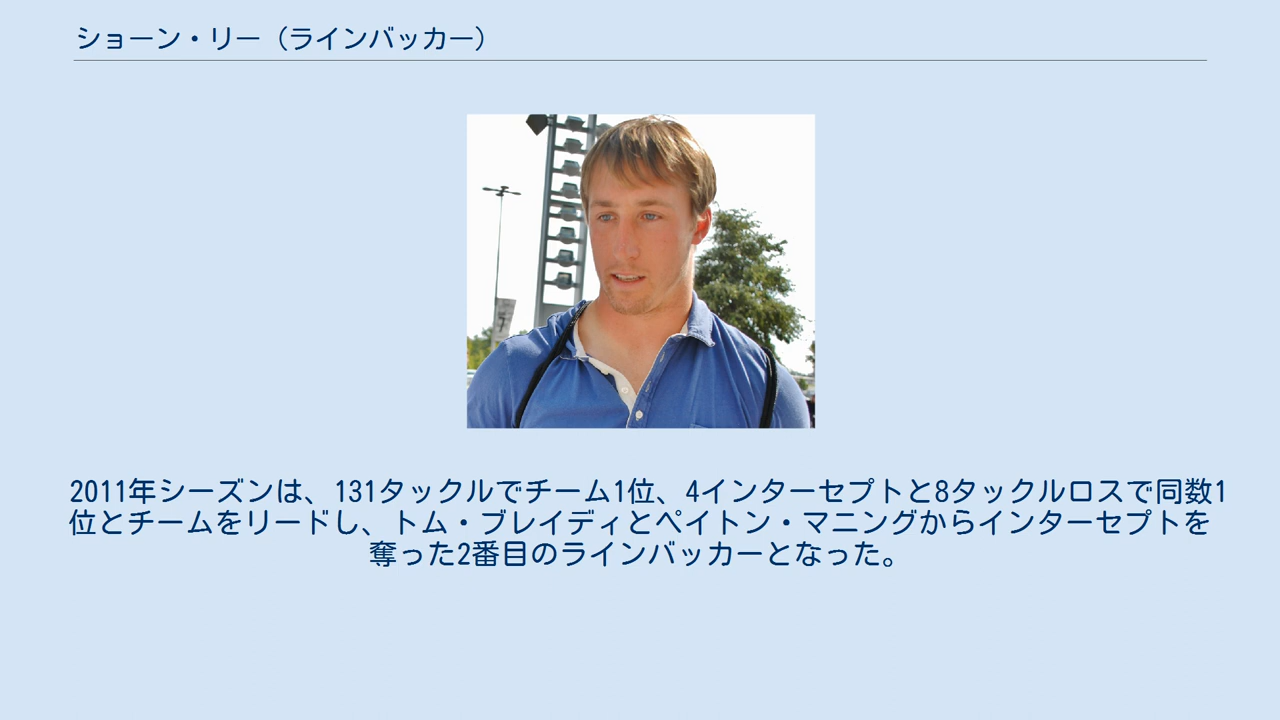 ショーン・リー（ラインバッカー）
2011年シーズンは、131タックルでチーム1位、4インターセプトと8タックルロスで同数1
位とチームをリードし、トム・ブレイディとペイトン・マニングからインターセプトを
奪った2番目のラインバッカーとなった。